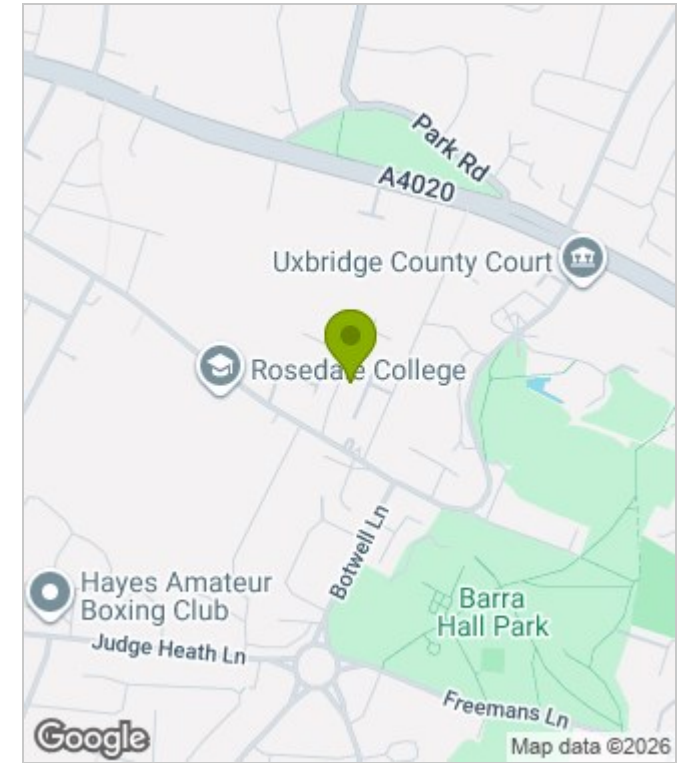 Park Rd
A4020
Uxbridge County Court
Rosedale College
Botwell Ln
Hayes Amateur
Boxing Club
Barra
Hall Park
Judge Heath Ln
Freemans Ln
Google
Map data ©2026